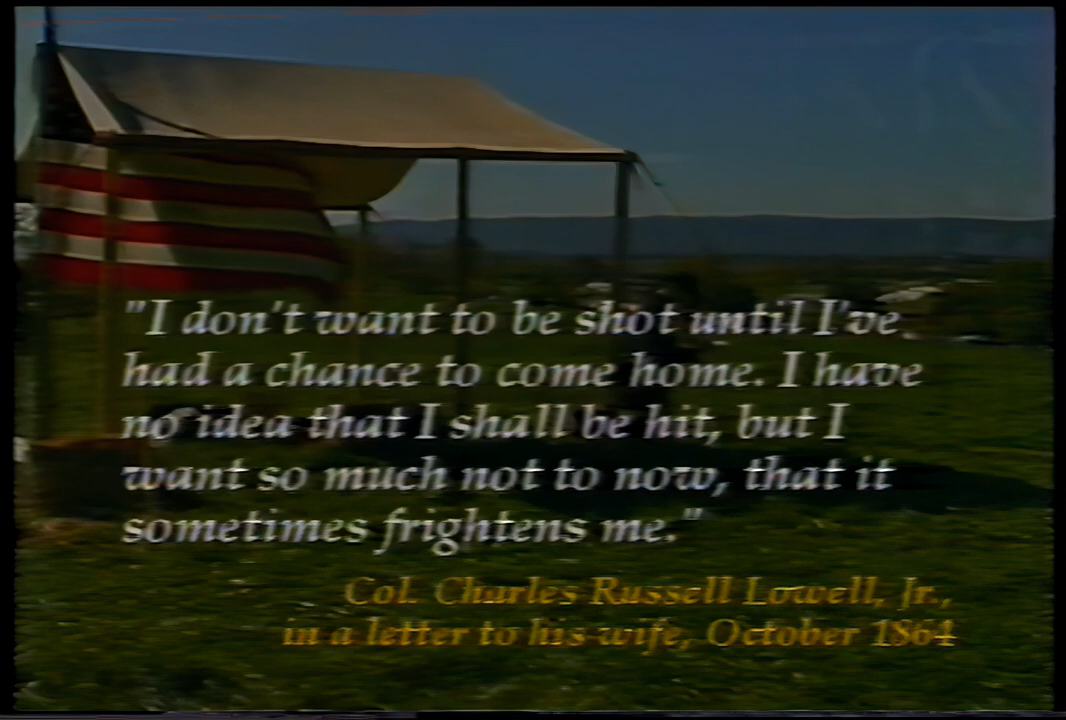 "I don't want to be shot until I've
had a chance to come home. I have
no idea that I shall be hit, but I
want so much not to now, that it
sometimes frightens me."
Col. Charles Russell Lowell, Jr.,
in a letter to his wife, October 1864